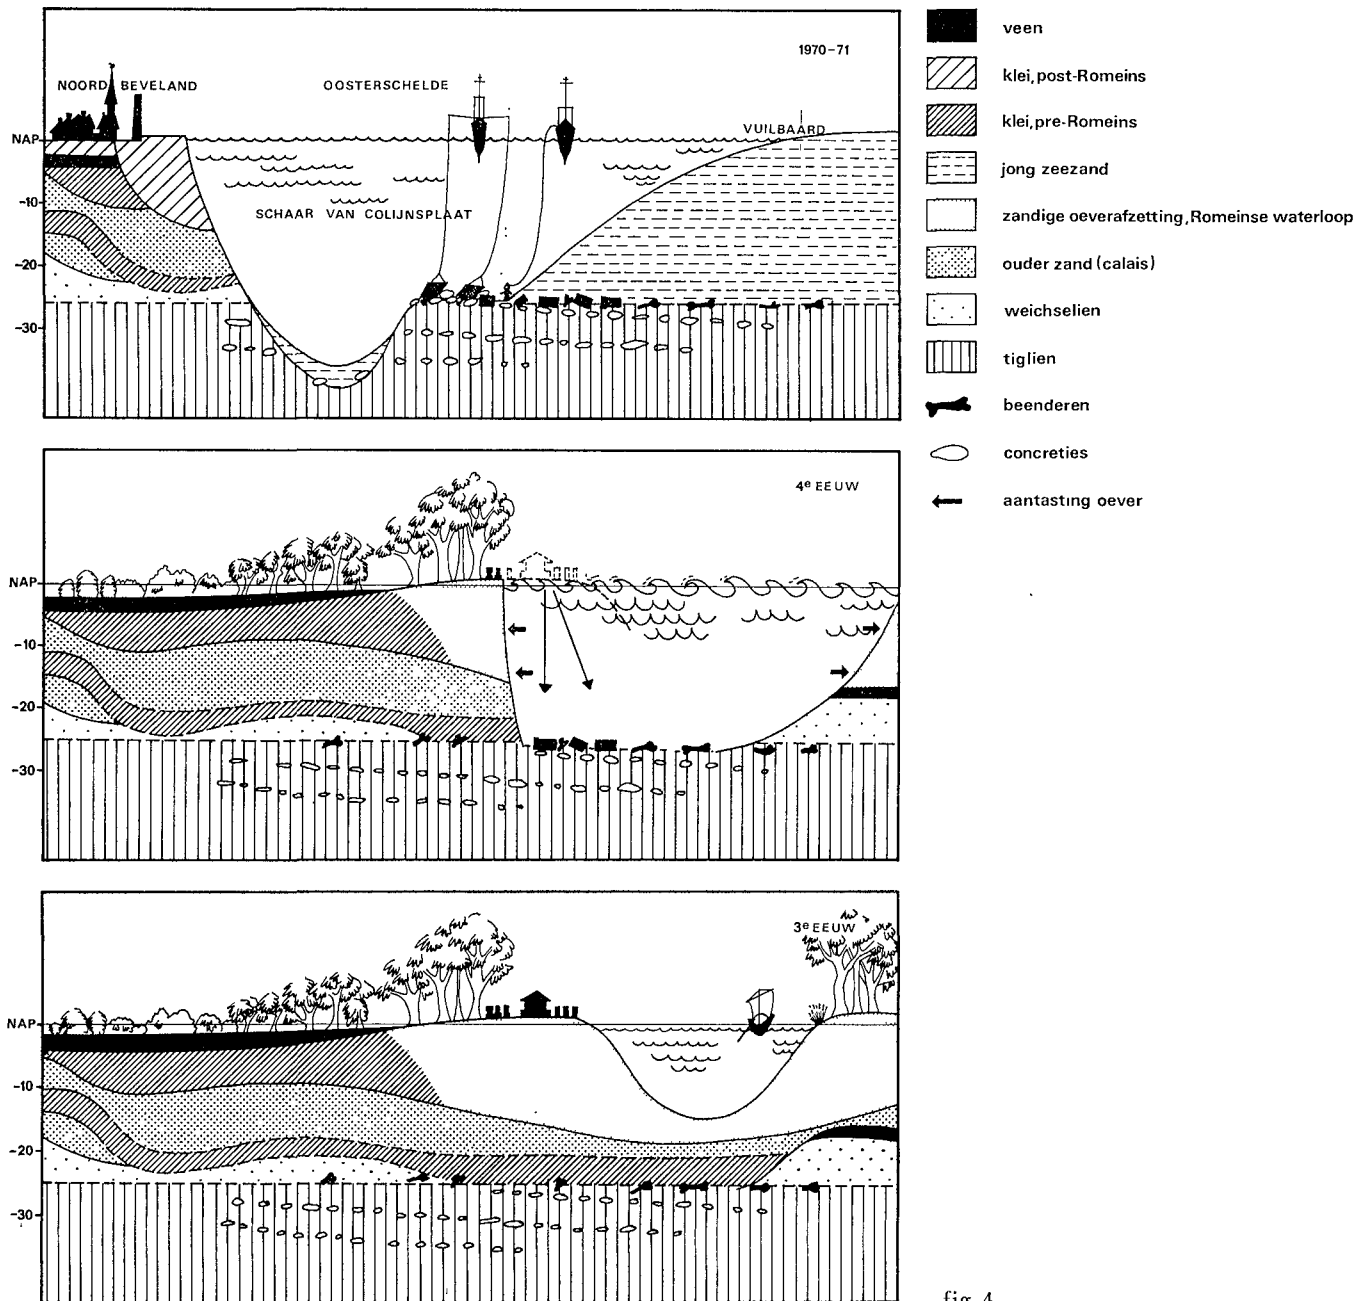 1970-71
NOORD BEVELAND
OOSTERSCHELDE
VUILBAARD
SCHAAR VAN COLIJNSPLAAT
NAP
-10
-20
-30
veen
klei, post-Romeins
klei, pre-Romeins
jong zeezand
zandige oeverafzetting, Romeinse waterloop
ouder zand (calais)
weichselien
tiglien
beenderen
concreties
aantasting oever
4e EEUW
NAP
-10
-20
-30
3e EEUW
NAP
-10
-20
-30
fig. 4